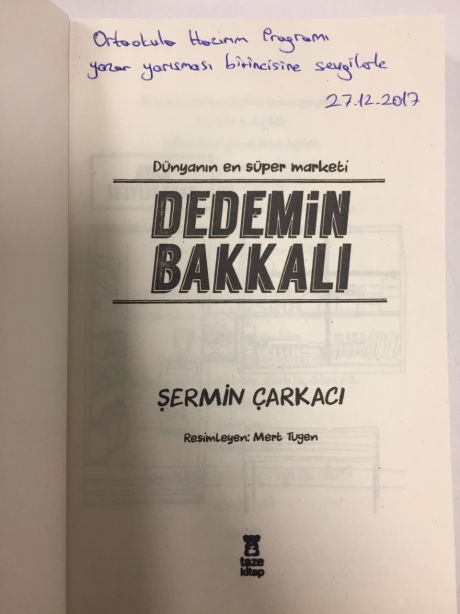 Ortaokula Hazırım Programı
yazar yarışması birincisine sevgilerle
27.12.2017
Dünyanın en süper marketi
DEDEMİN
BAKKALI
ŞERMİN ÇARKACI
Resimleyen: Mert Tugen
taze
kitap